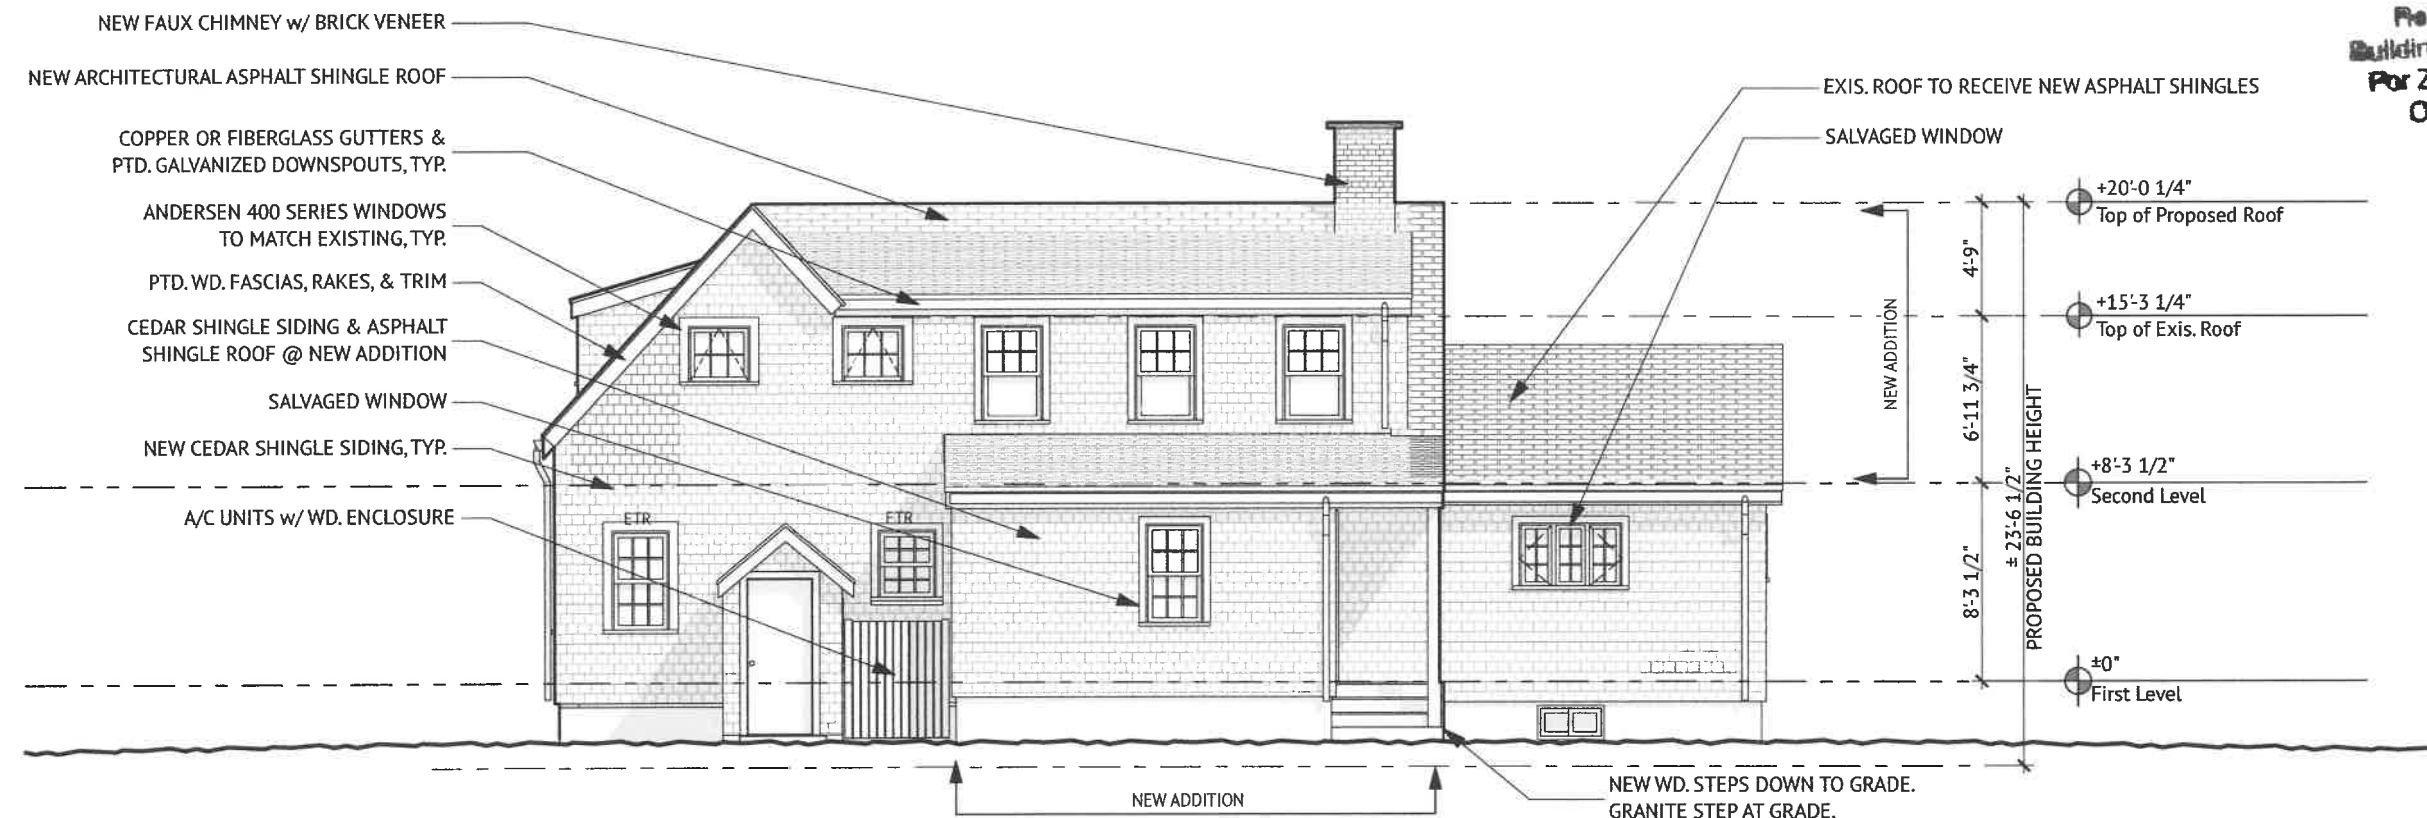 NEW FAUX CHIMNEY w/ BRICK VENEER
NEW ARCHITECTURAL ASPHALT SHINGLE ROOF
COPPER OR FIBERGLASS GUTTERS &
PTD. GALVANIZED DOWNSPOUTS, TYP.
ANDERSEN 400 SERIES WINDOWS
TO MATCH EXISTING, TYP.
PTD. WD. FASCIAS, RAKES, & TRIM
CEDAR SHINGLE SIDING & ASPHALT
SHINGLE ROOF @ NEW ADDITION
SALVAGED WINDOW
NEW CEDAR SHINGLE SIDING, TYP.
A/C UNITS w/ WD. ENCLOSURE
ETR
ETR
NEW ADDITION
NEW WD. STEPS DOWN TO GRADE.
GRANITE STEP AT GRADE,
EXIS. ROOF TO RECEIVE NEW ASPHALT SHINGLES
SALVAGED WINDOW
NEW ADDITION
4'-9"
6'-11 3/4"
8'-3 1/2"
± 23'-6 1/2"
PROPOSED BUILDING HEIGHT
+20'-0 1/4"
Top of Proposed Roof
+15'-3 1/4"
Top of Exis. Roof
+8'-3 1/2"
Second Level
±0"
First Level
Por Z